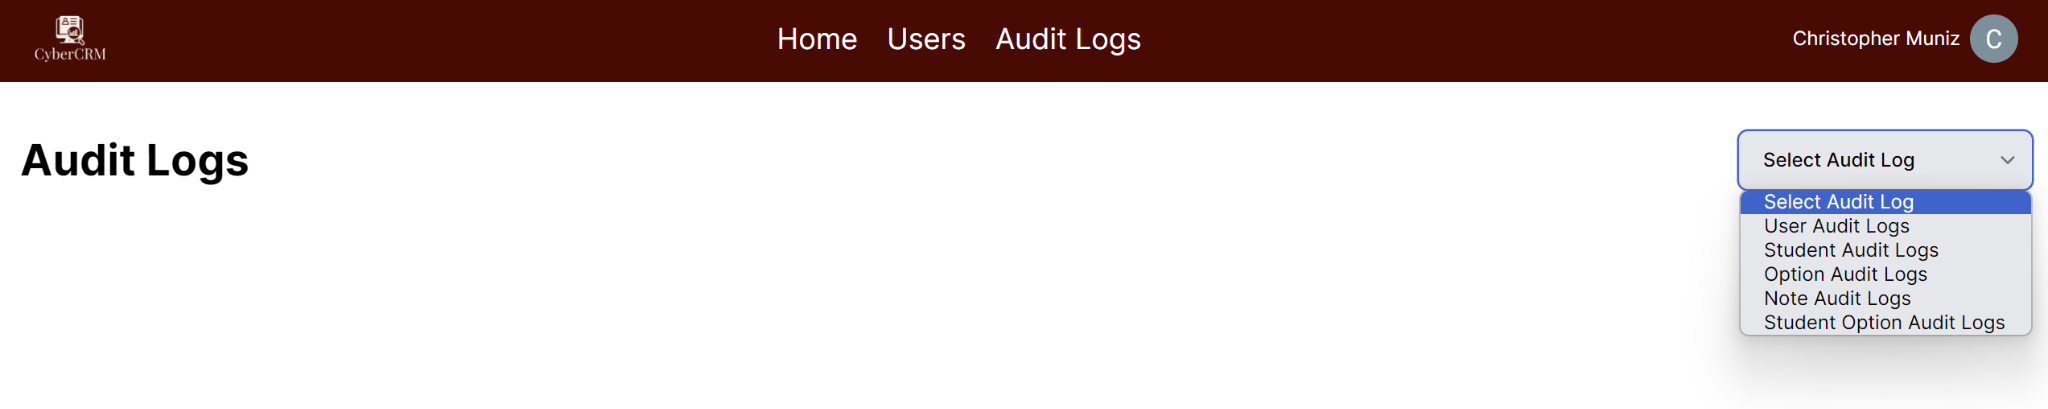 CyberCRM
Home Users Audit Logs
Christopher Muniz C
Audit Logs
Select Audit Log
Select Audit Log
User Audit Logs
Student Audit Logs
Option Audit Logs
Note Audit Logs
Student Option Audit Logs